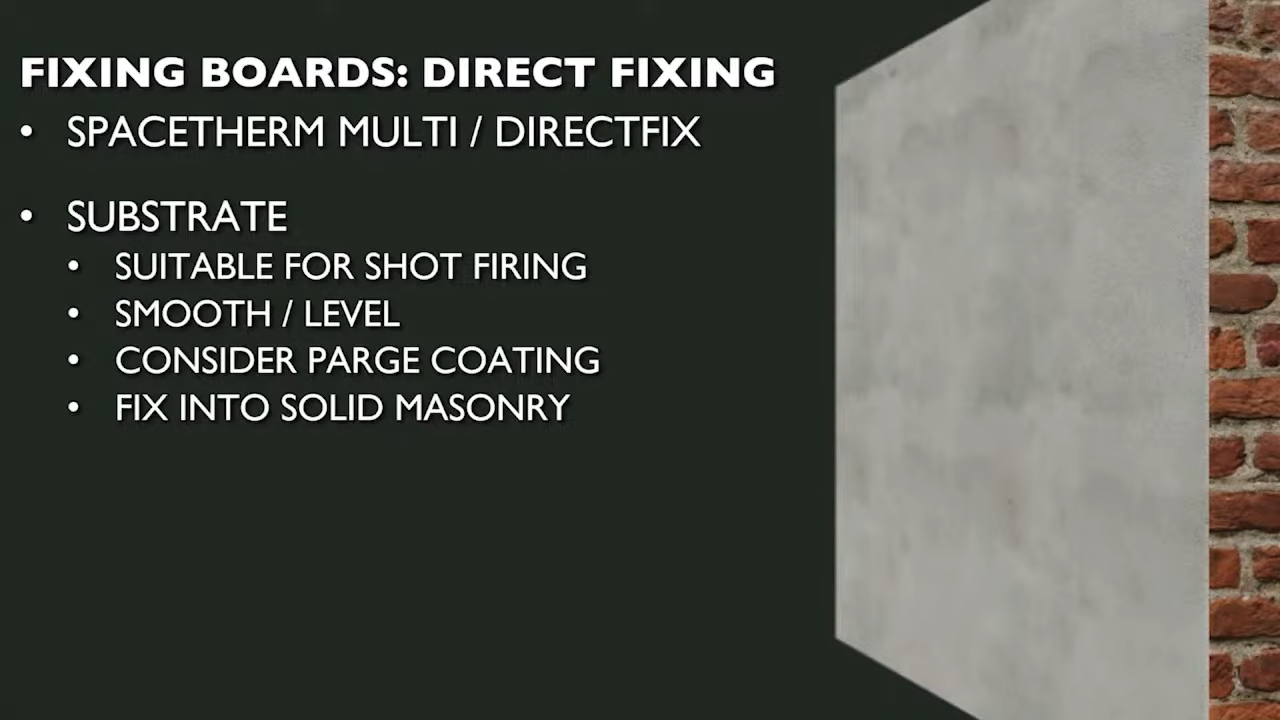 FIXING BOARDS: DIRECT FIXING
• SPACETHERM MULTI / DIRECTFIX
• SUBSTRATE
• SUITABLE FOR SHOT FIRING
• SMOOTH / LEVEL
• CONSIDER PARGE COATING
• FIX INTO SOLID MASONRY